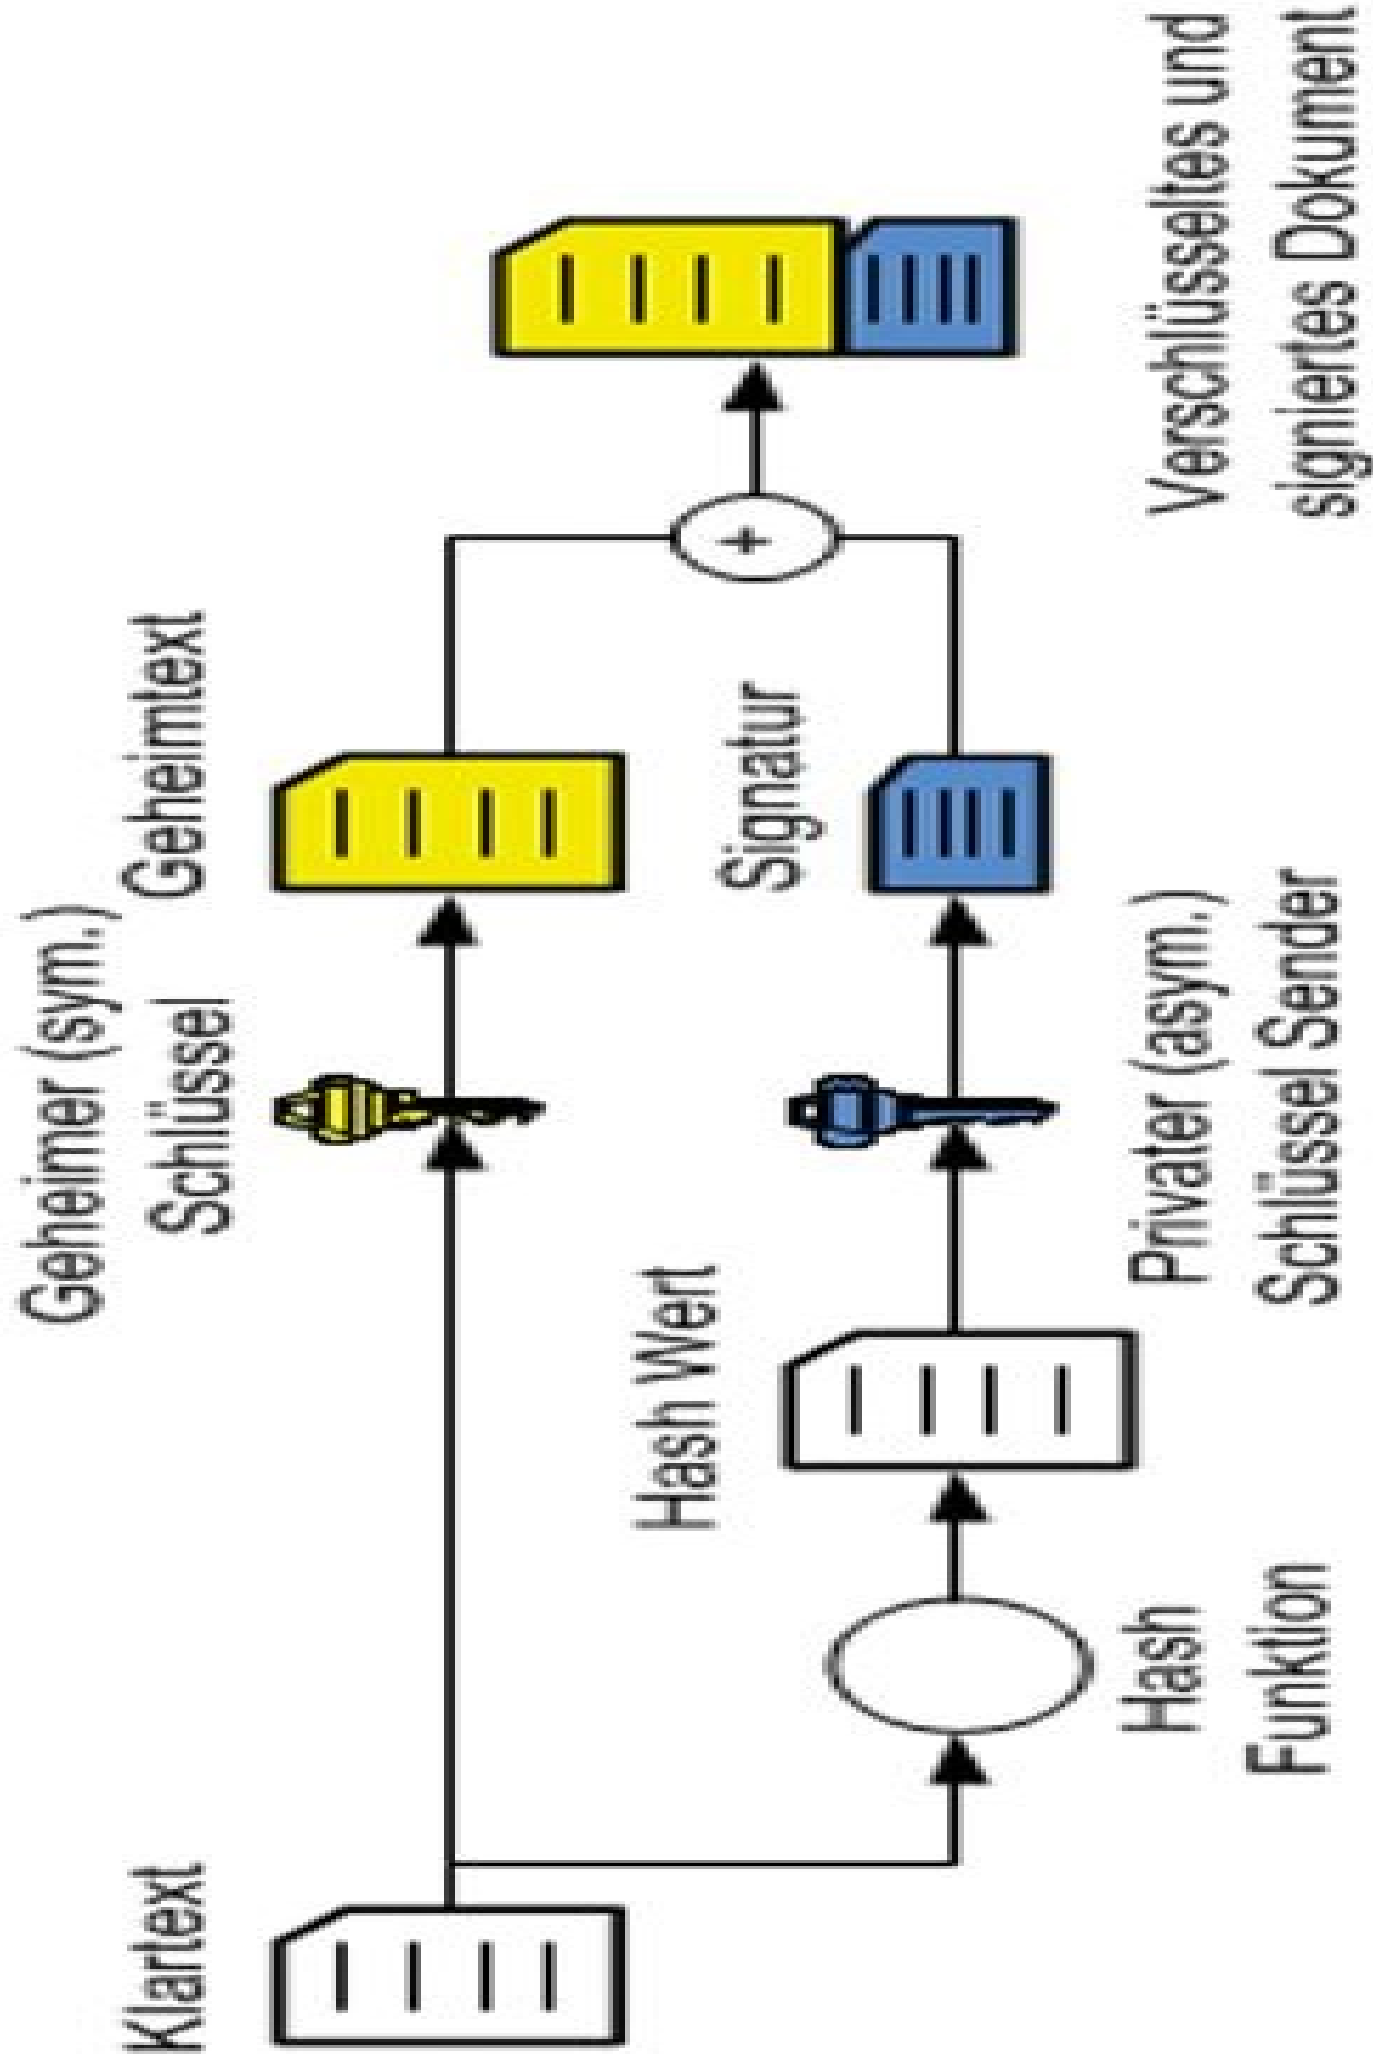 Klartext
Geheimer (sym.)
Schlüssel
Geheimtext
Hash Wert
Signatur
+
Hash
Funktion
Privater (asym.)
Schlüssel Sender
Verschlüsseltes und
signiertes Dokument